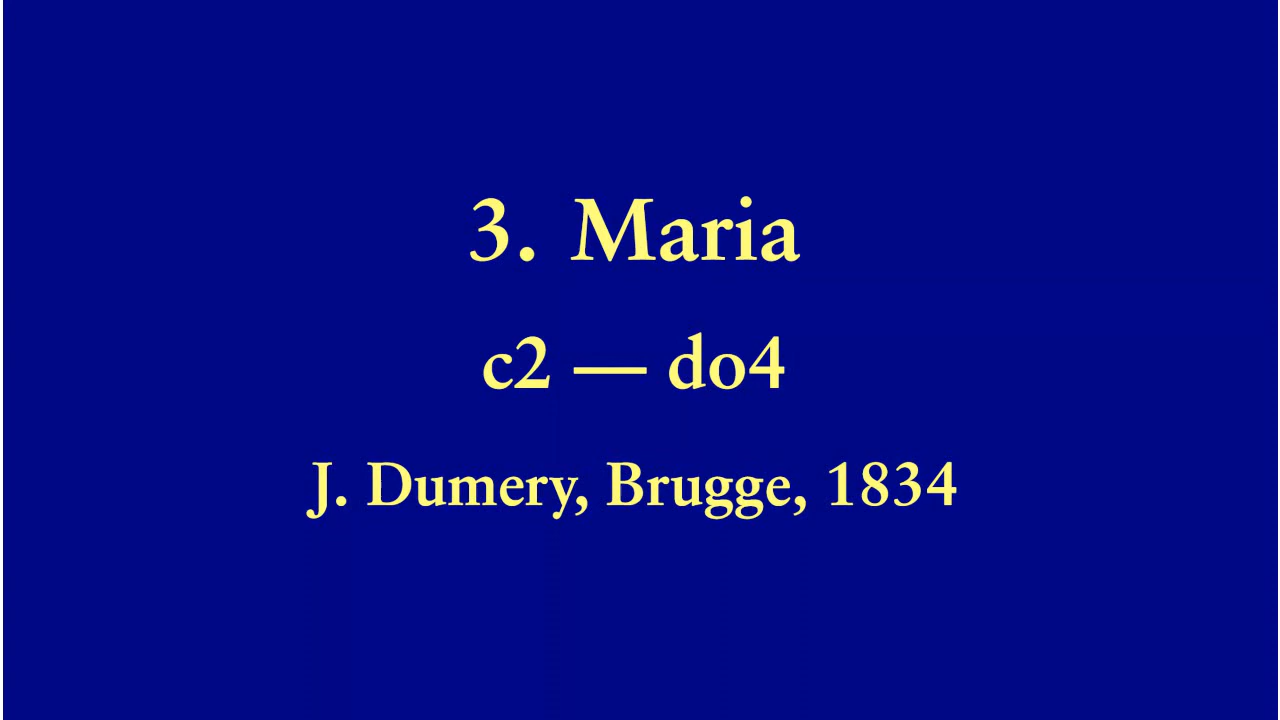 3. Maria
c2 — do4
J. Dumery, Brugge, 1834